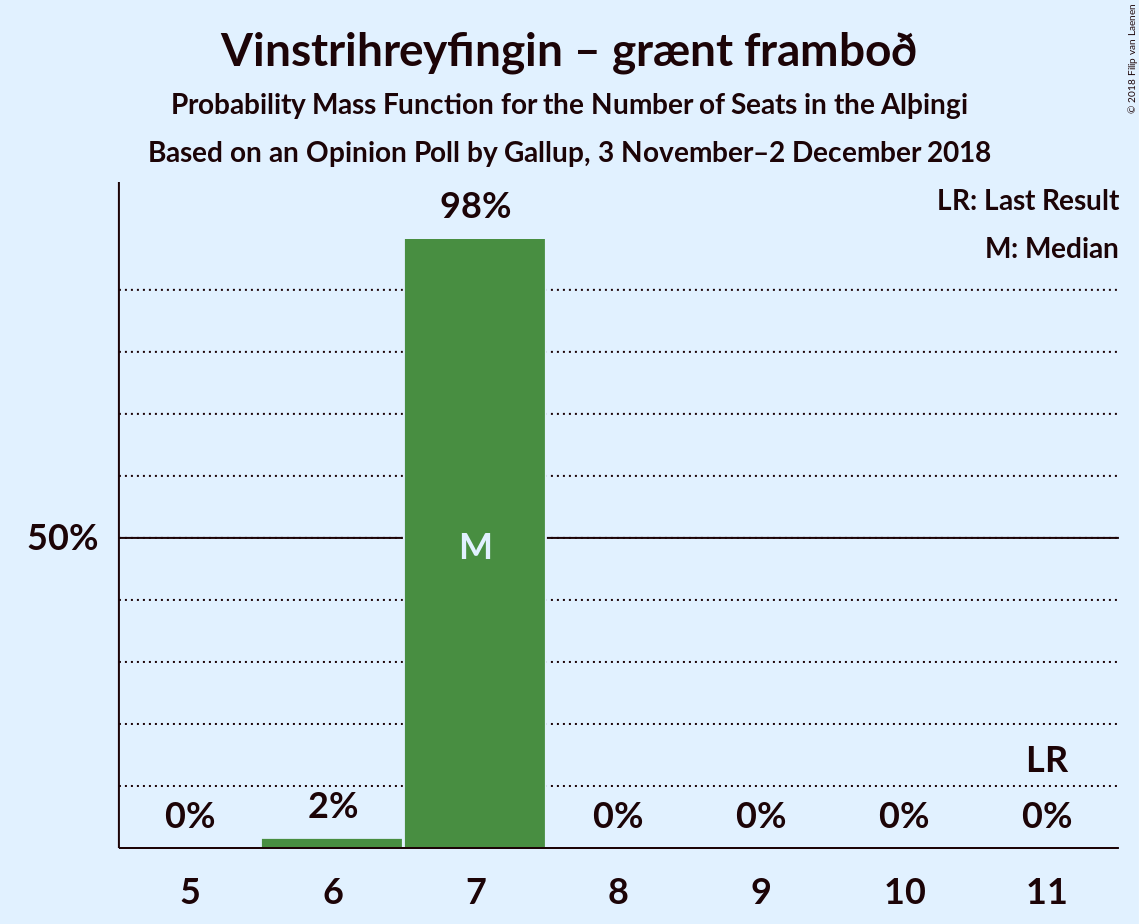 Vinstrihreyfingin – grænt framboð
Probability Mass Function for the Number of Seats in the Alþingi
Based on an Opinion Poll by Gallup, 3 November–2 December 2018
© 2018 Filip van Laenen
LR: Last Result
M: Median
98%
50%
M
LR
0% 2% 0% 0% 0% 0%
5 6 7 8 9 10 11